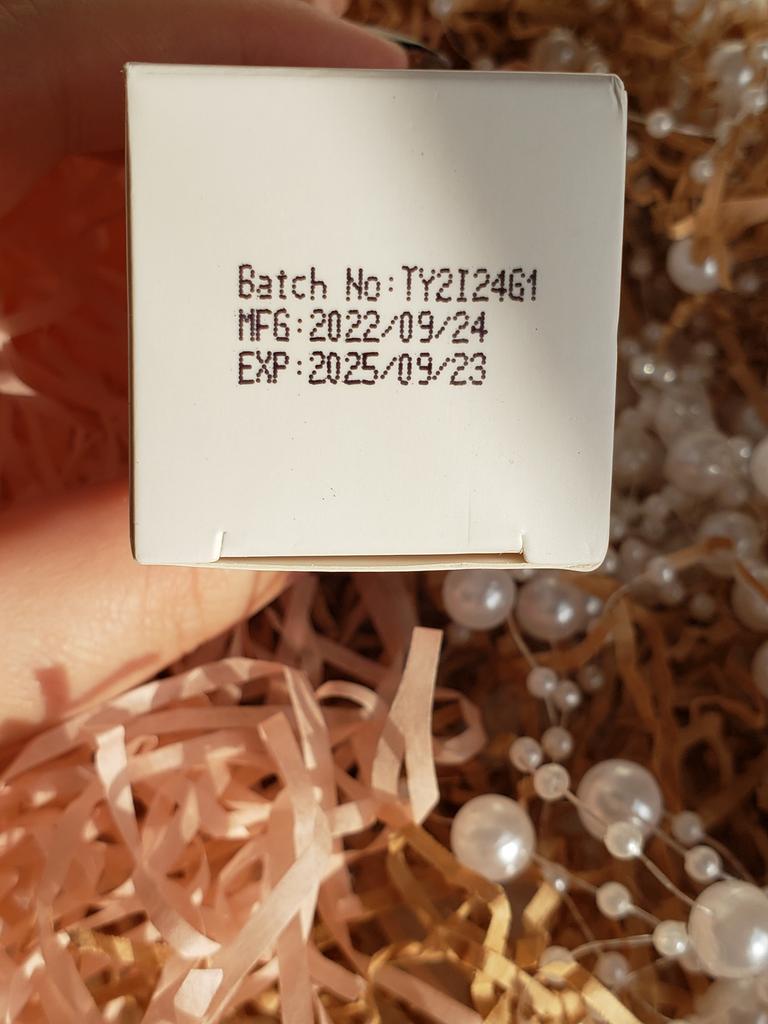 Batch No:TY2I24G1
MFG:2022/09/24
EXP:2025/09/23